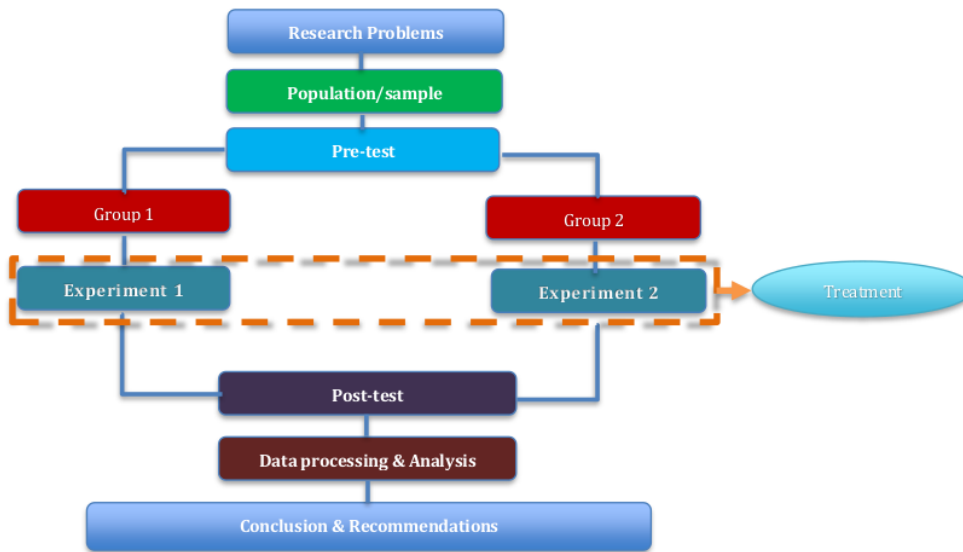 Research Problems
Population/sample
Pre-test
Group 1
Group 2
Experiment 1
Experiment 2
Treatment
Post-test
Data processing & Analysis
Conclusion & Recommendations